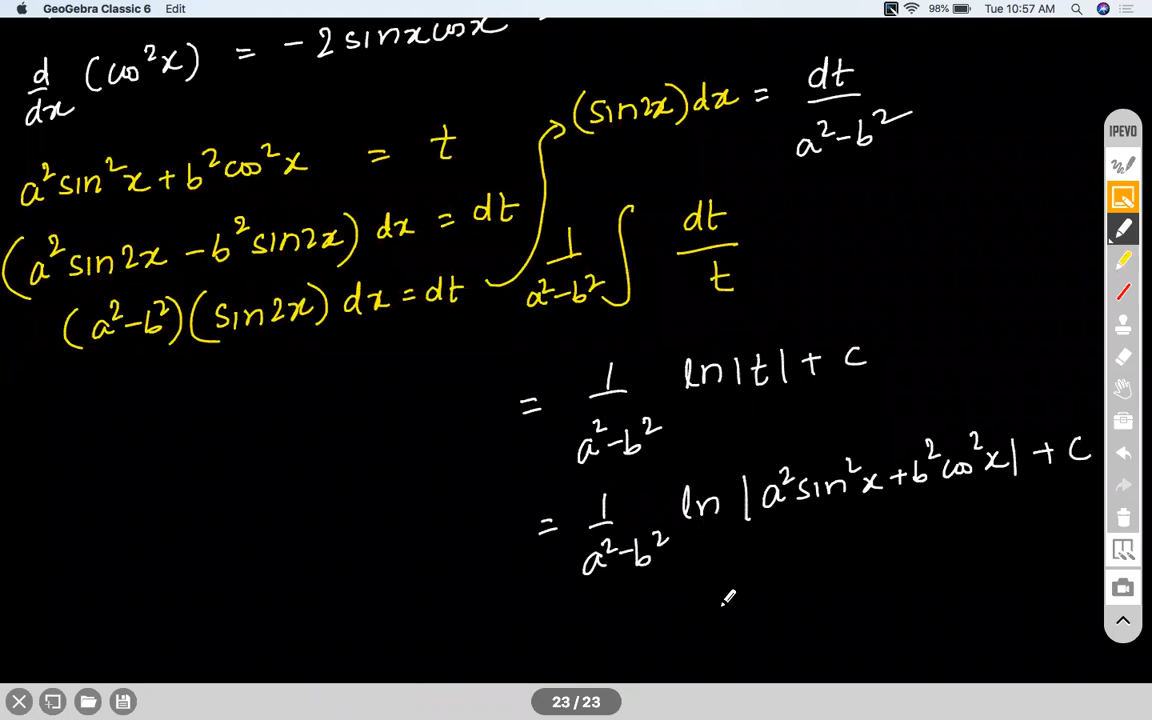 GeoGebra Classic 6 Edit 98% Tue 10:57 AM
d/dx (cos²x) = -2 sinx cosx
(sin2x)dx = dt/(a²-b²)
IPEVO
a²sin²x + b²cos²x = t
(a²sin2x - b²sin2x) dx = dt
(a²-b²)(sin2x) dx = dt
1/(a²-b²) ∫ dt/t
= 1/(a²-b²) ln|t| + c
= 1/(a²-b²) ln |a²sin²x + b²cos²x| + c
23 / 23